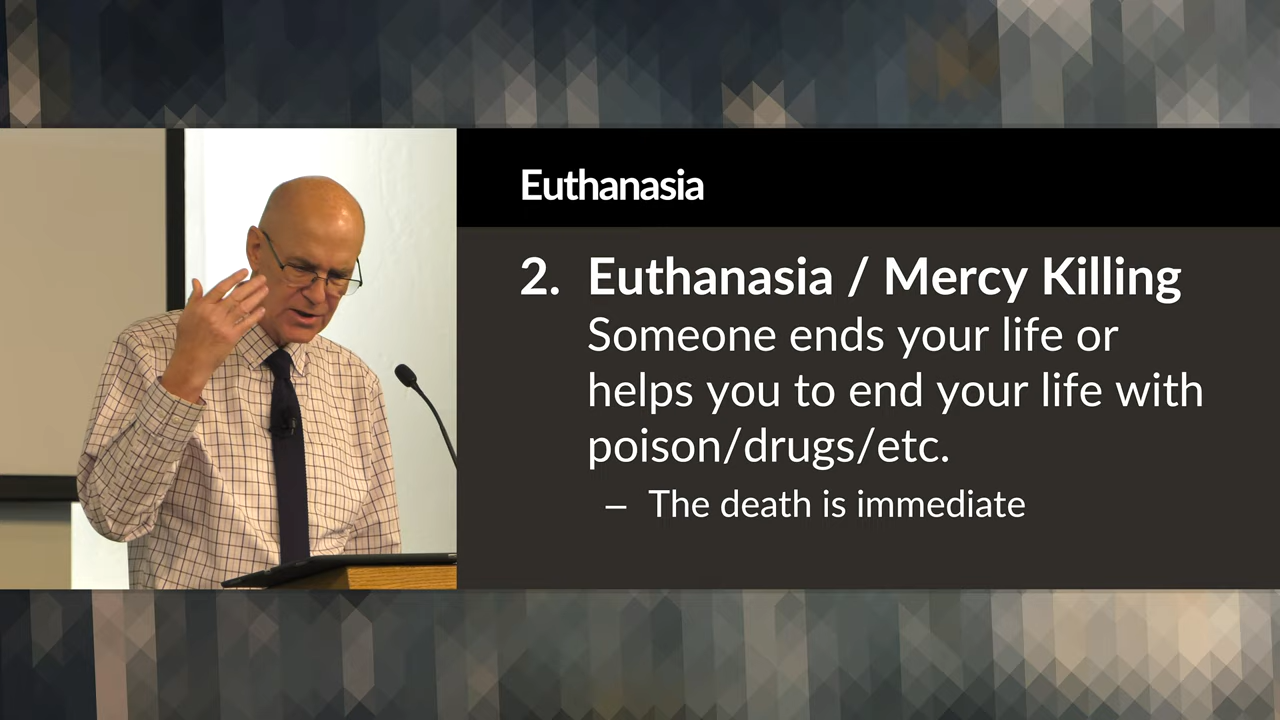 Euthanasia
2. Euthanasia / Mercy Killing
Someone ends your life or
helps you to end your life with
poison/drugs/etc.
– The death is immediate